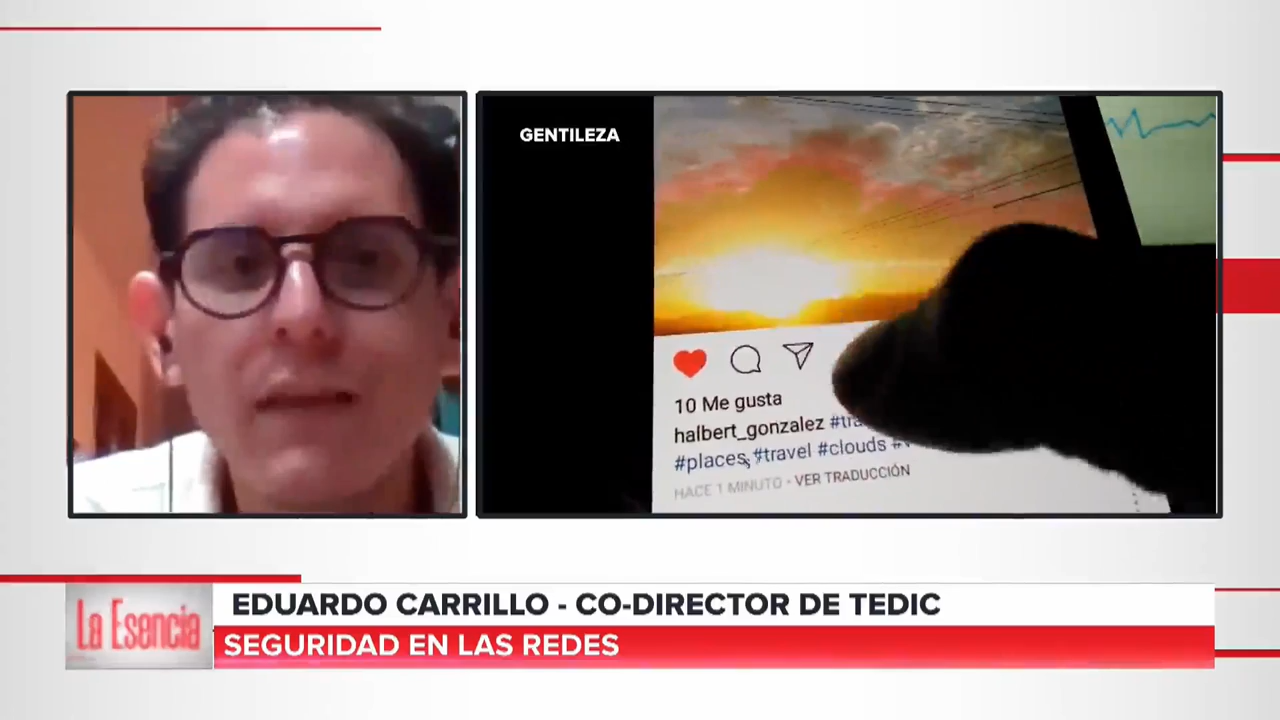 GENTILEZA
10 Me gusta
halbert_gonzalez
#places #travel #clouds
HACE 1 MINUTO • VER TRADUCCIÓN
La Esencia
EDUARDO CARRILLO - CO-DIRECTOR DE TEDIC
SEGURIDAD EN LAS REDES